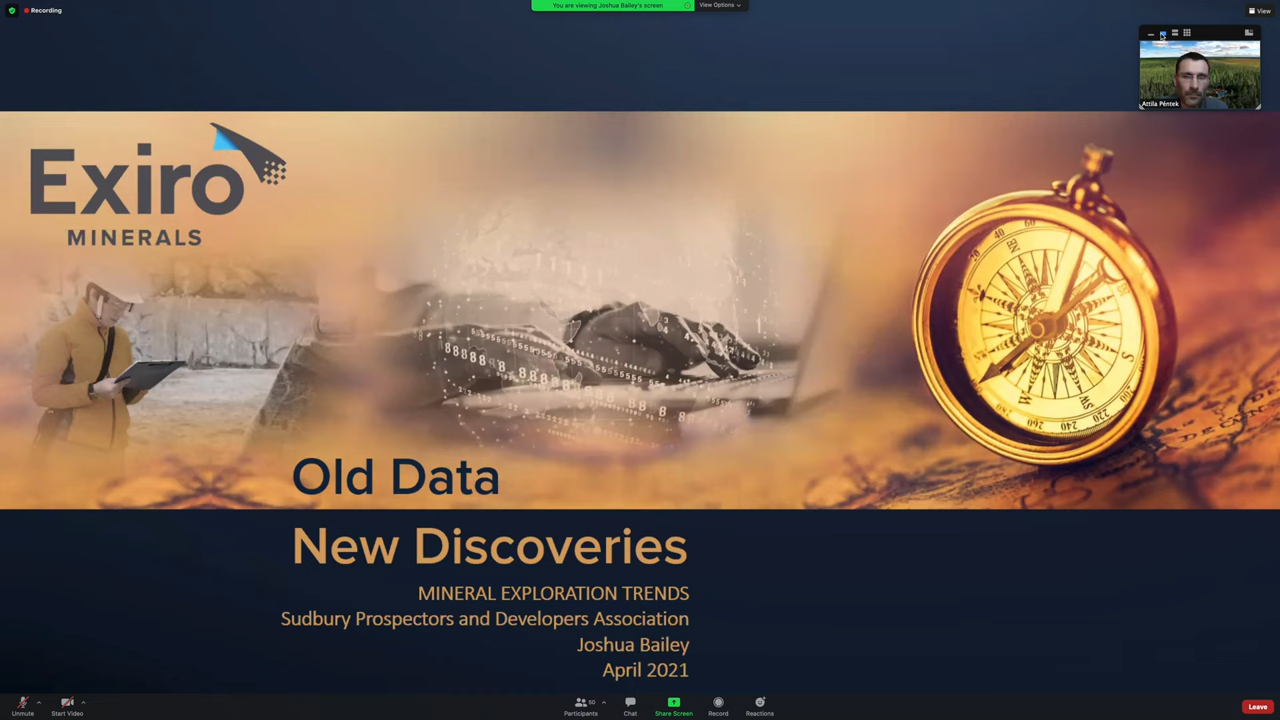 Recording
You are viewing Joshua Bailey's screen
View Options
View
Attila Péntek
Exiro
MINERALS
Old Data
New Discoveries
MINERAL EXPLORATION TRENDS
Sudbury Prospectors and Developers Association
Joshua Bailey
April 2021
Unmute
Start Video
Participants
50
Chat
Share Screen
Record
Reactions
Leave